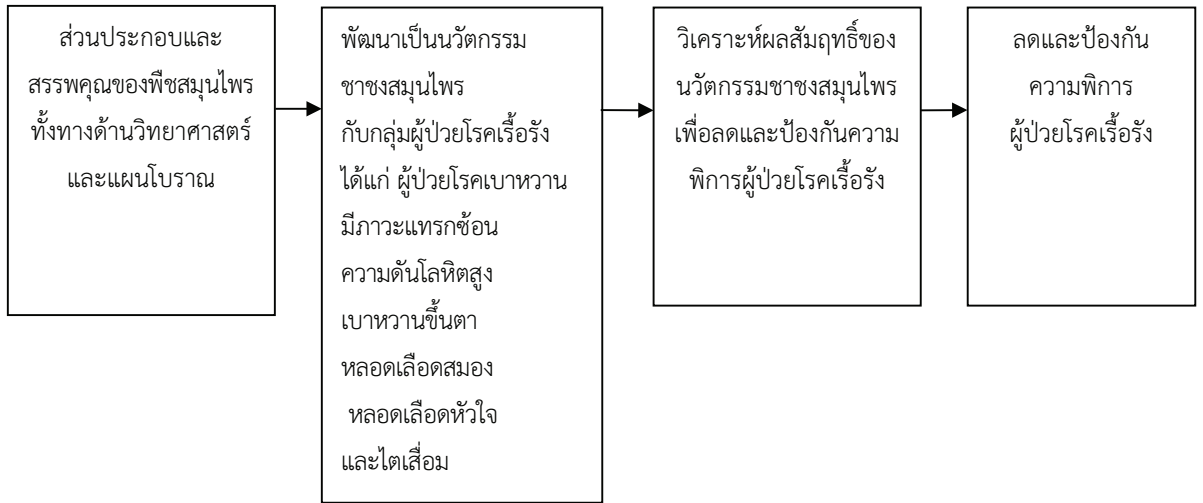 ส่วนประกอบและ
สรรพคุณของพืชสมุนไพร
ทั้งทางด้านวิทยาศาสตร์
และแผนโบราณ
พัฒนาเป็นนวัตกรรม
ชาชงสมุนไพร
กับกลุ่มผู้ป่วยโรคเรื้อรัง
ได้แก่ ผู้ป่วยโรคเบาหวาน
มีภาวะแทรกซ้อน
ความดันโลหิตสูง
เบาหวานขึ้นตา
หลอดเลือดสมอง
หลอดเลือดหัวใจ
และไตเสื่อม
วิเคราะห์ผลสัมฤทธิ์ของ
นวัตกรรมชาชงสมุนไพร
เพื่อลดและป้องกันความ
พิการผู้ป่วยโรคเรื้อรัง
ลดและป้องกัน
ความพิการ
ผู้ป่วยโรคเรื้อรัง